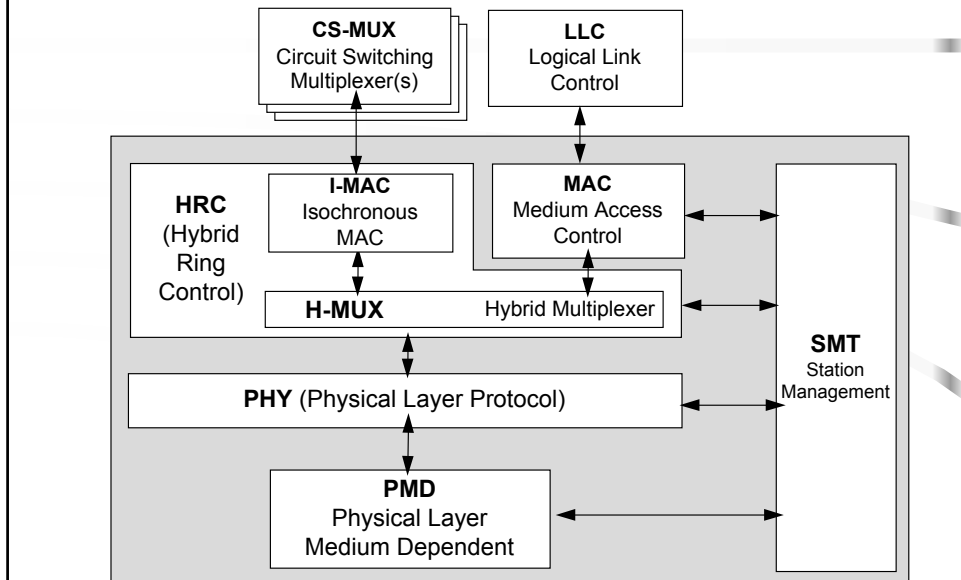 CS-MUX
Circuit Switching
Multiplexer(s)
LLC
Logical Link
Control
HRC
(Hybrid
Ring
Control)
I-MAC
Isochronous
MAC
MAC
Medium Access
Control
H-MUX
Hybrid Multiplexer
SMT
Station
Management
PHY (Physical Layer Protocol)
PMD
Physical Layer
Medium Dependent